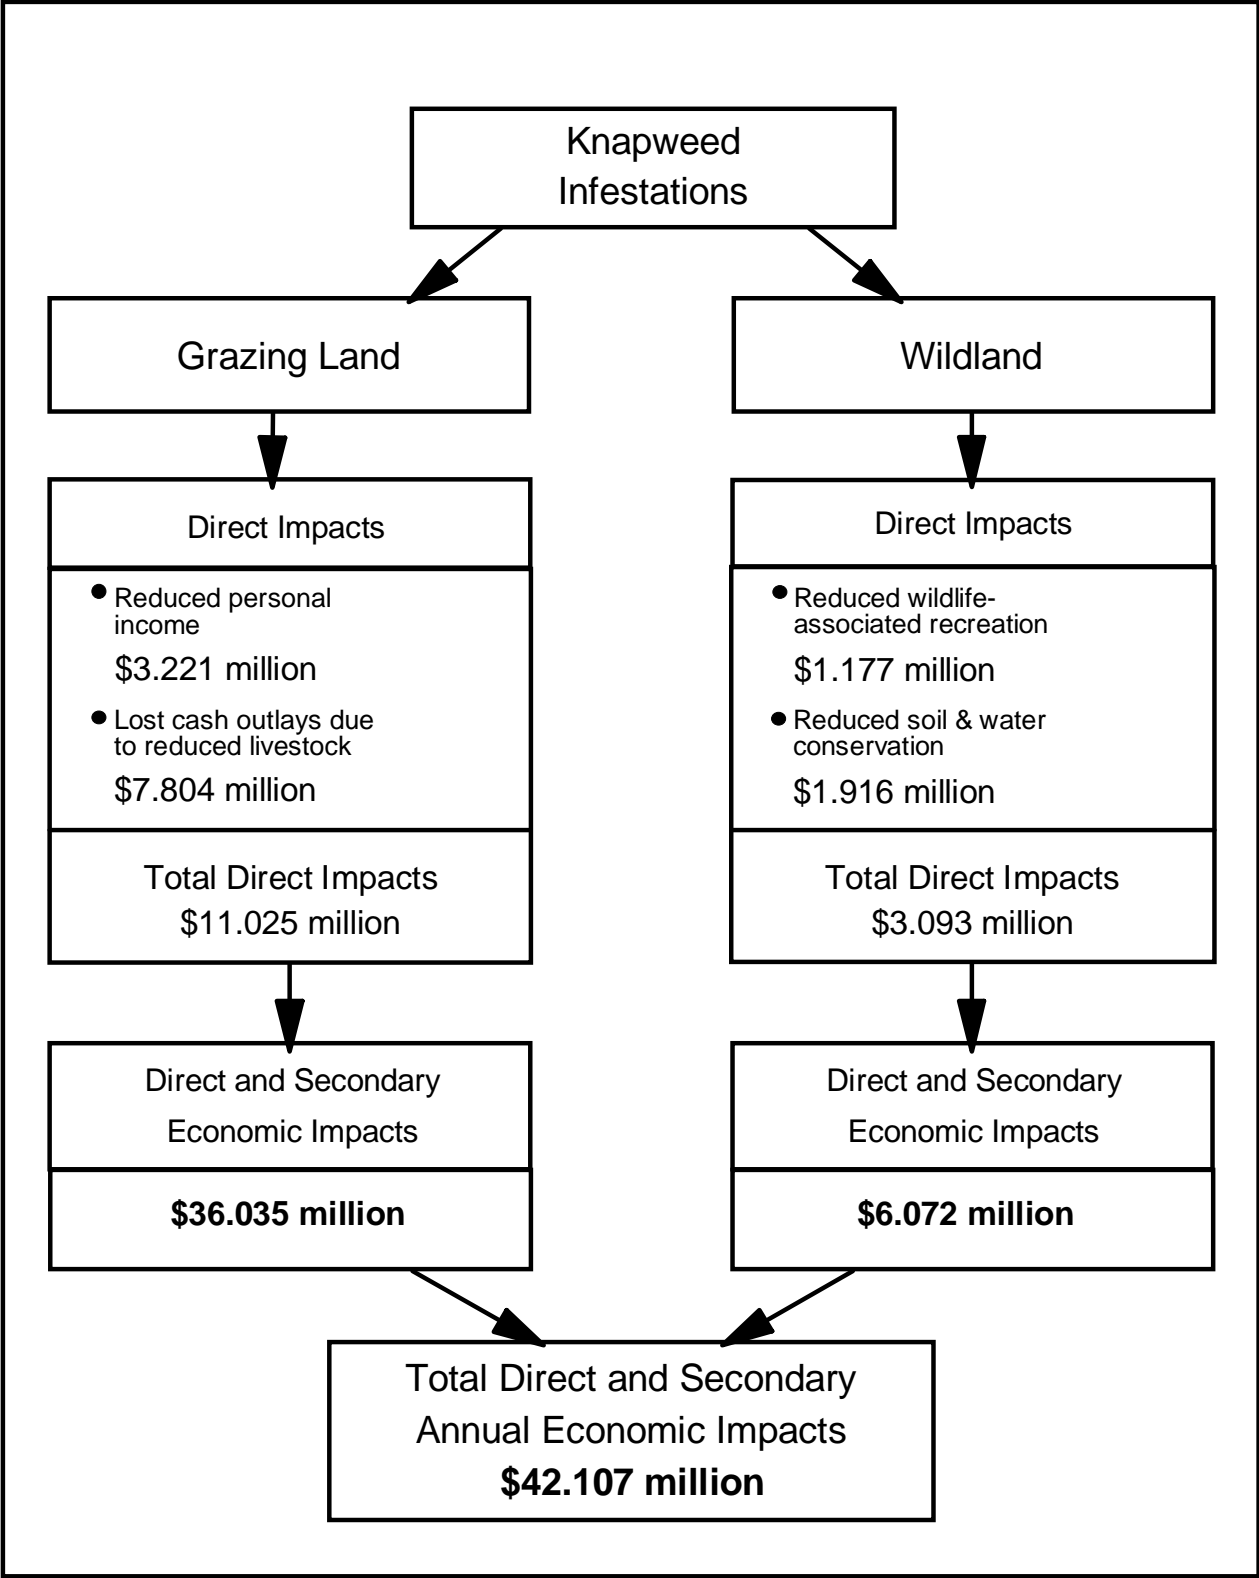 Knapweed
Infestations
Grazing Land
Wildland
Direct Impacts
• Reduced personal
income
$3.221 million
• Lost cash outlays due
to reduced livestock
$7.804 million
Total Direct Impacts
$11.025 million
Direct Impacts
• Reduced wildlife-
associated recreation
$1.177 million
• Reduced soil & water
conservation
$1.916 million
Total Direct Impacts
$3.093 million
Direct and Secondary
Economic Impacts
$36.035 million
Direct and Secondary
Economic Impacts
$6.072 million
Total Direct and Secondary
Annual Economic Impacts
$42.107 million